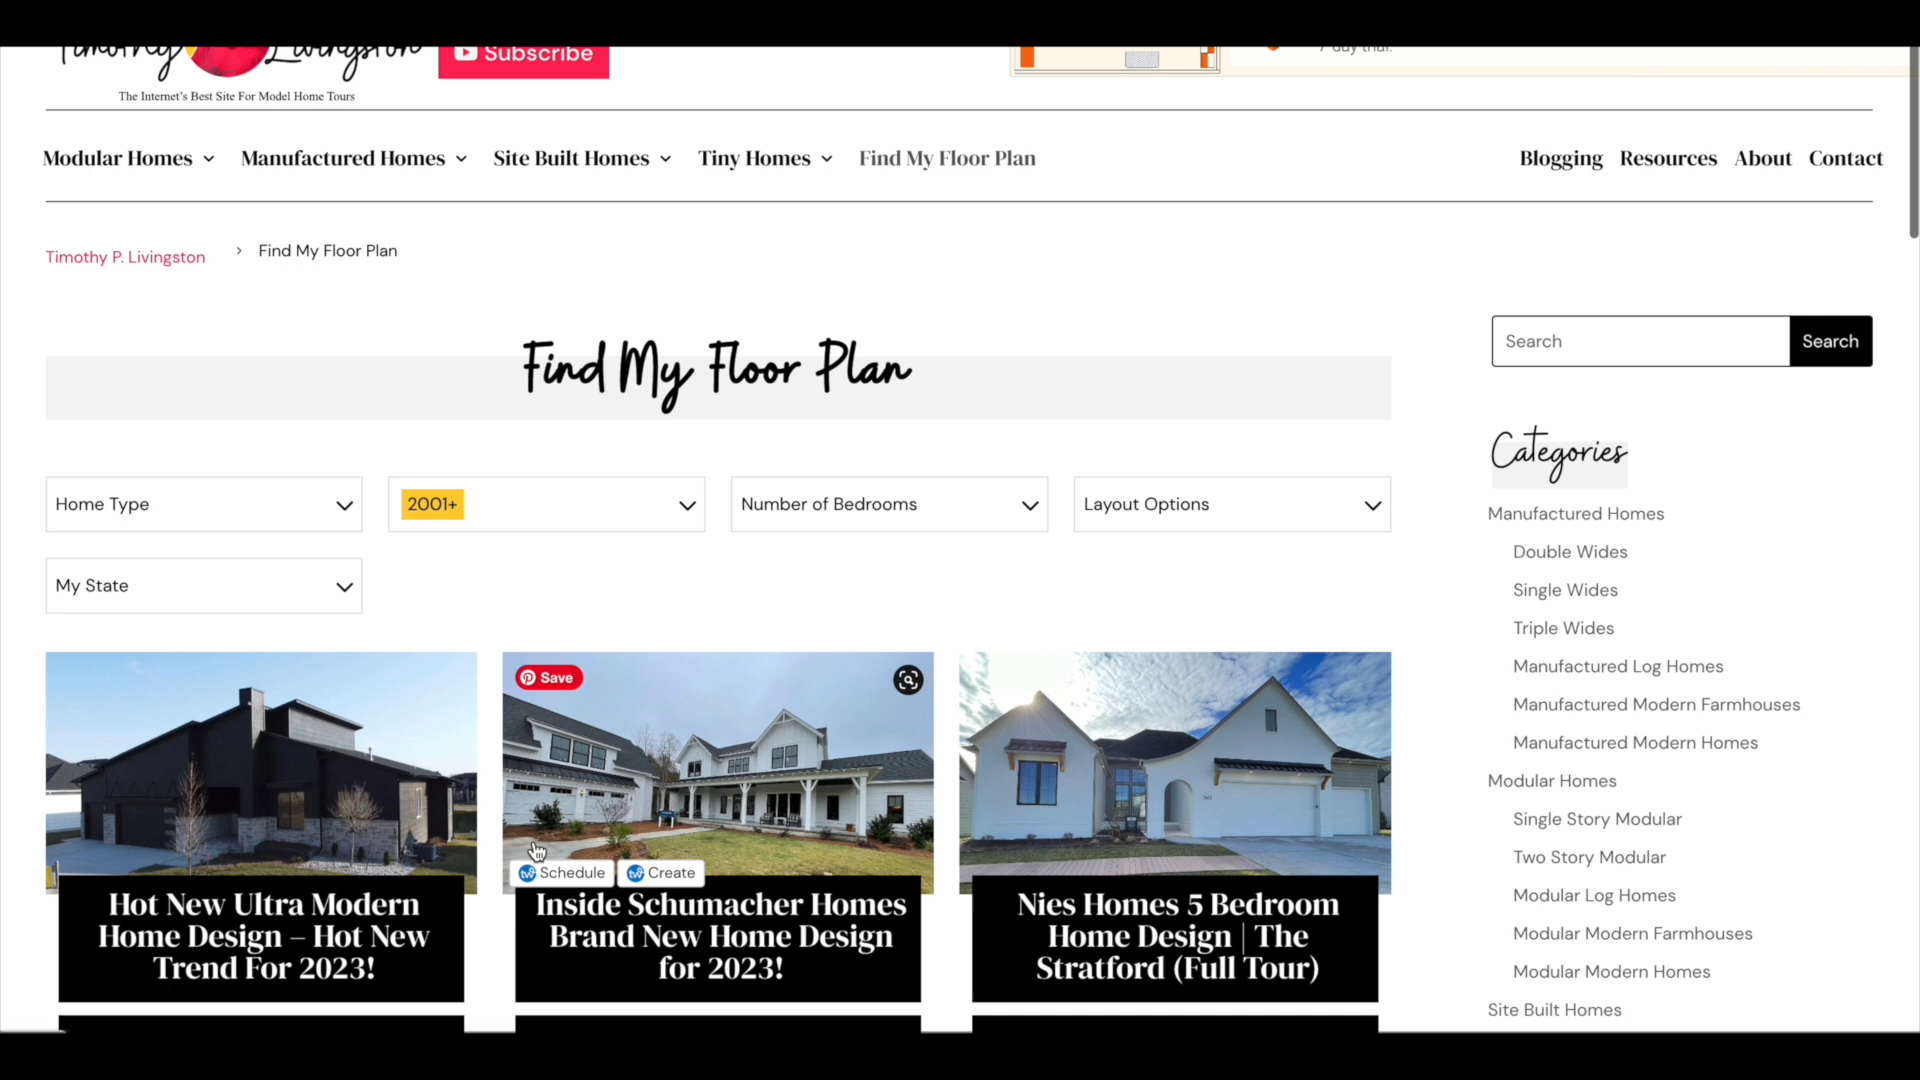 Timothy Livingston
Subscribe
7-day trial.
The Internet's Best Site For Model Home Tours
Modular Homes
Manufactured Homes
Site Built Homes
Tiny Homes
Find My Floor Plan
Blogging
Resources
About
Contact
Timothy P. Livingston
Find My Floor Plan
Find My Floor Plan
Search
Search
Home Type
2001+
Number of Bedrooms
Layout Options
My State
Save
Schedule
Create
Hot New Ultra Modern
Home Design – Hot New
Trend For 2023!
Inside Schumacher Homes
Brand New Home Design
for 2023!
Nies Homes 5 Bedroom
Home Design | The
Stratford (Full Tour)
Categories
Manufactured Homes
Double Wides
Single Wides
Triple Wides
Manufactured Log Homes
Manufactured Modern Farmhouses
Manufactured Modern Homes
Modular Homes
Single Story Modular
Two Story Modular
Modular Log Homes
Modular Modern Farmhouses
Modular Modern Homes
Site Built Homes